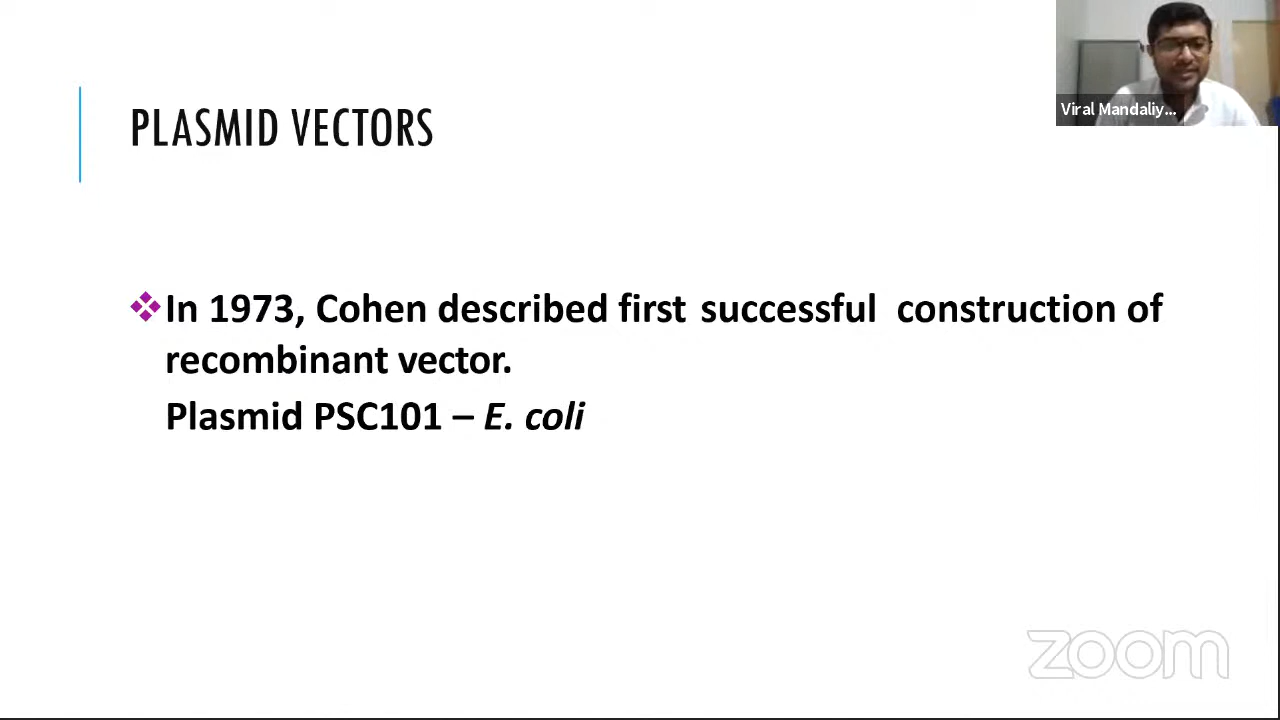 Viral Mandaliy...
PLASMID VECTORS
❖In 1973, Cohen described first successful construction of
recombinant vector.
Plasmid PSC101 – E. coli
zoom